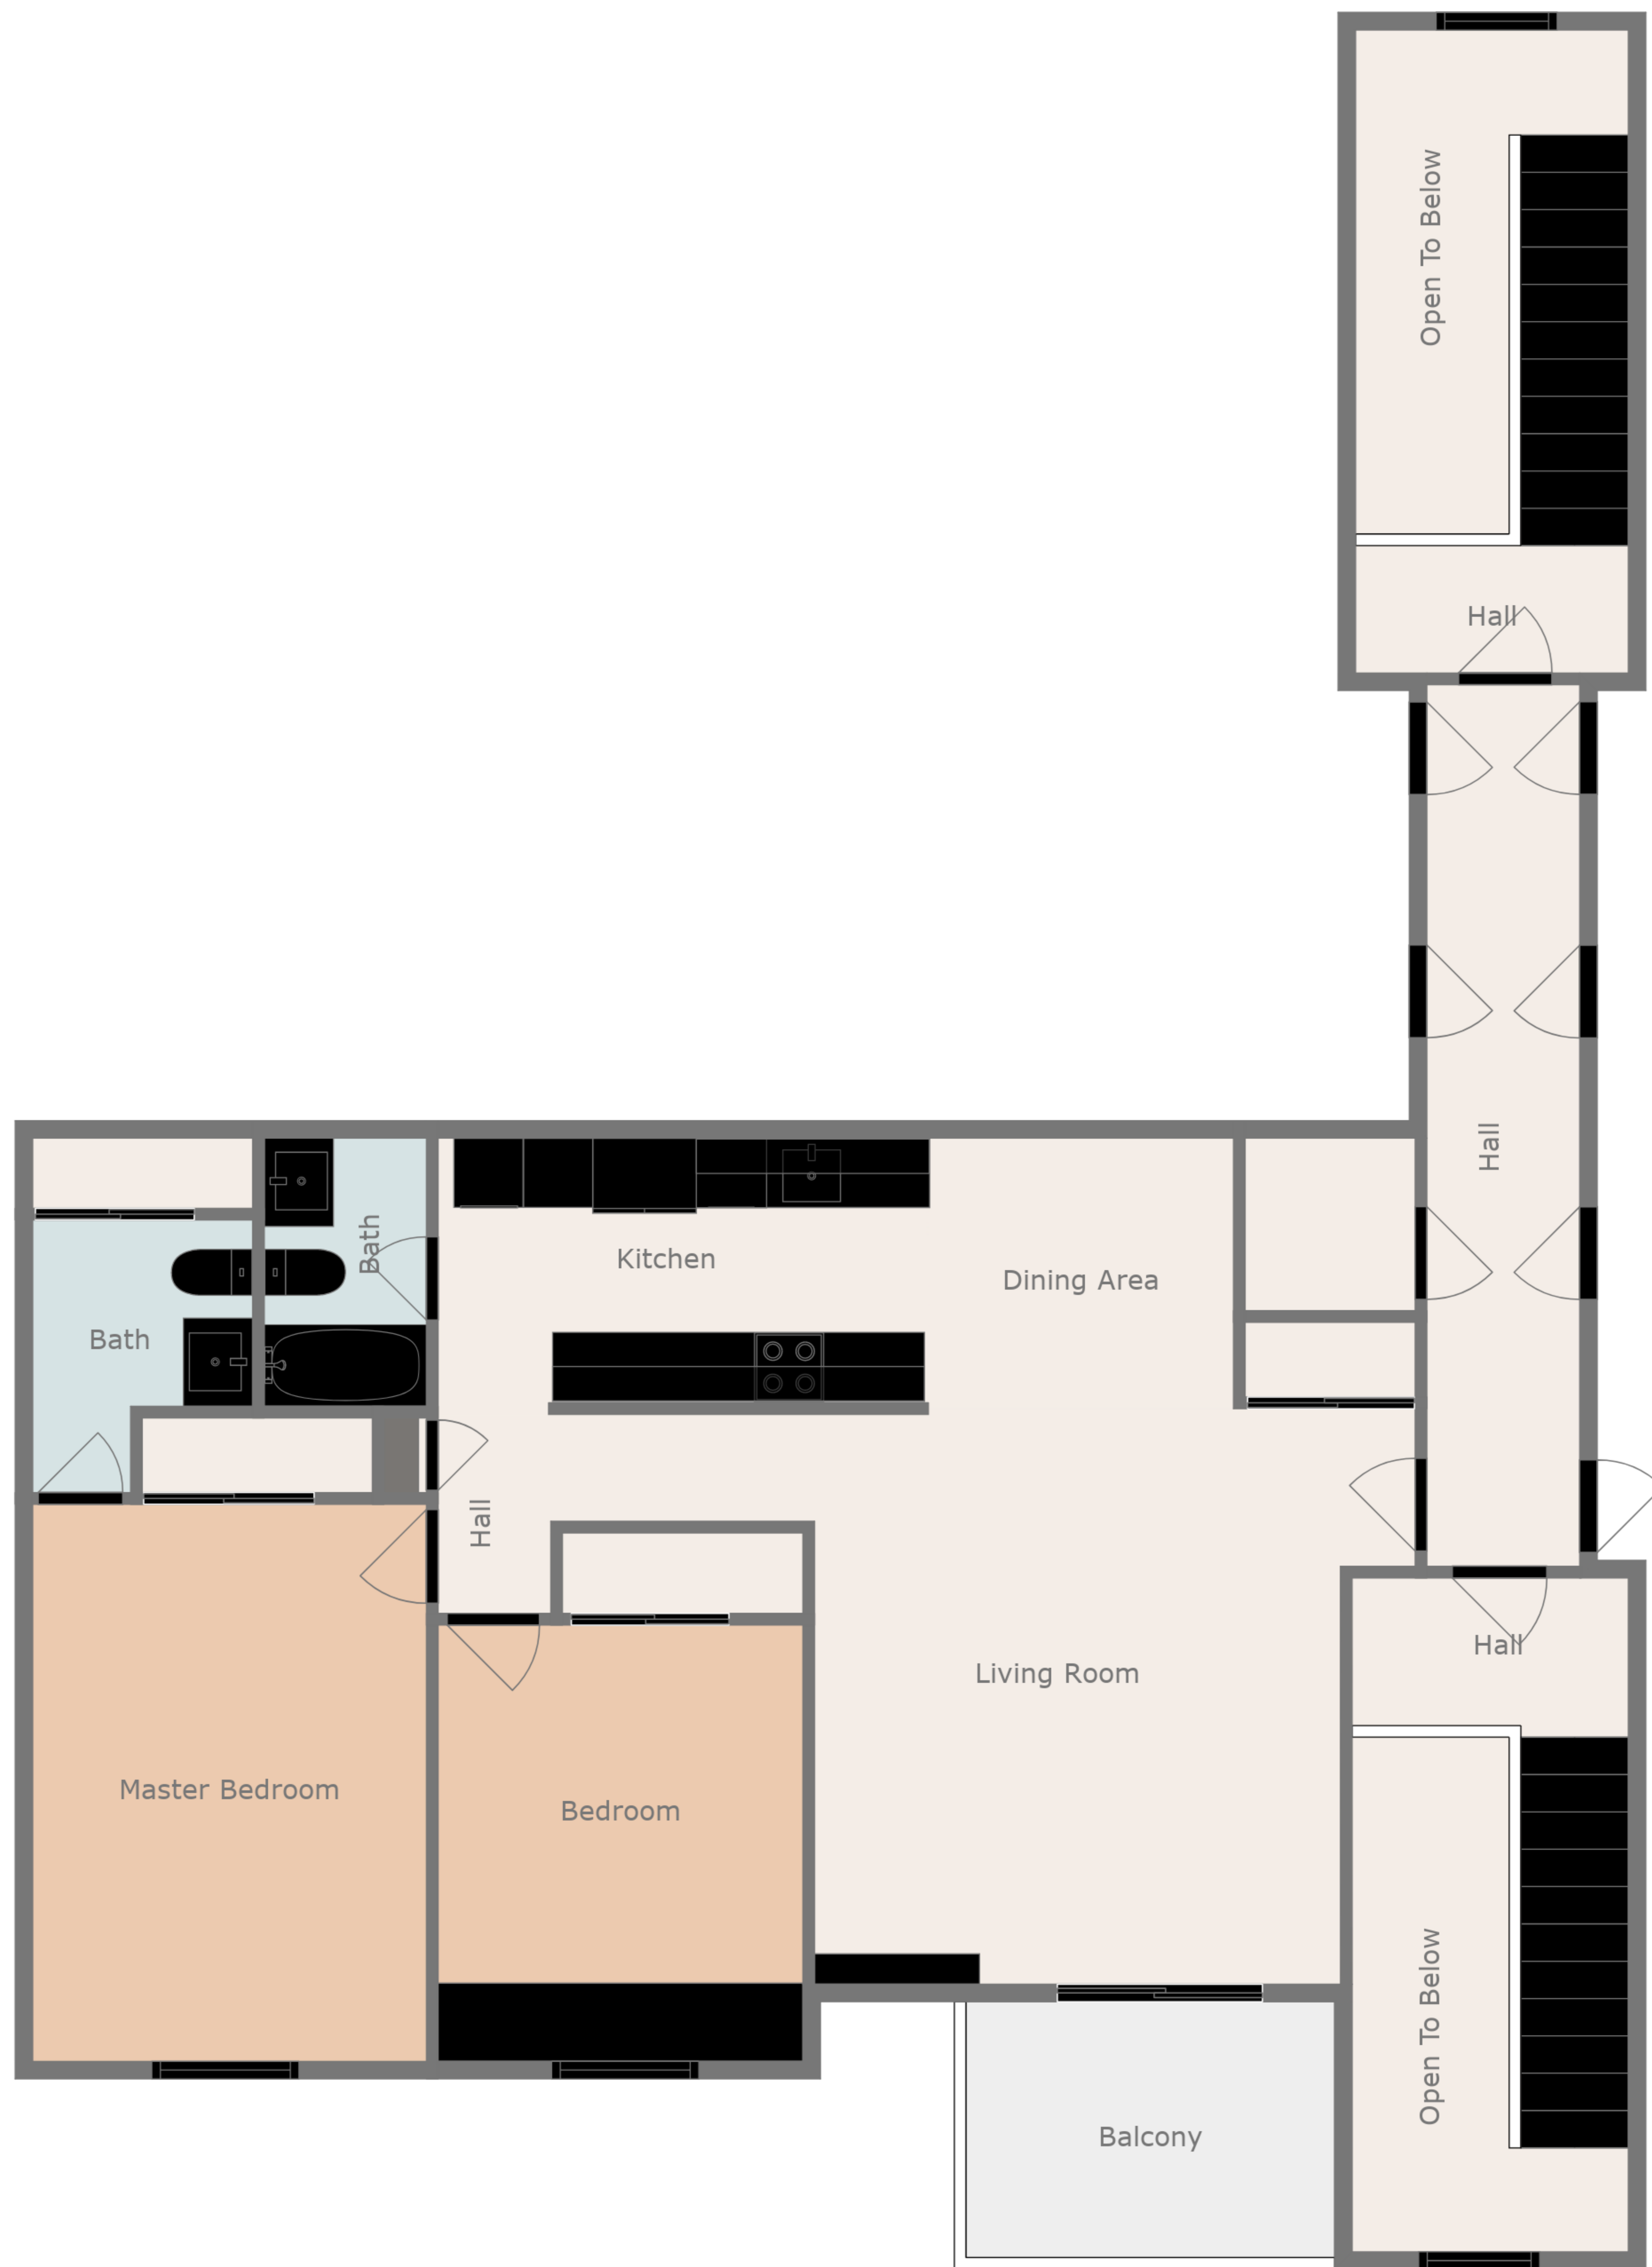 Open To Below
Hall
Hall
Bath
Kitchen
Dining Area
Bath
Hall
Hall
Living Room
Master Bedroom
Bedroom
Open To Below
Balcony